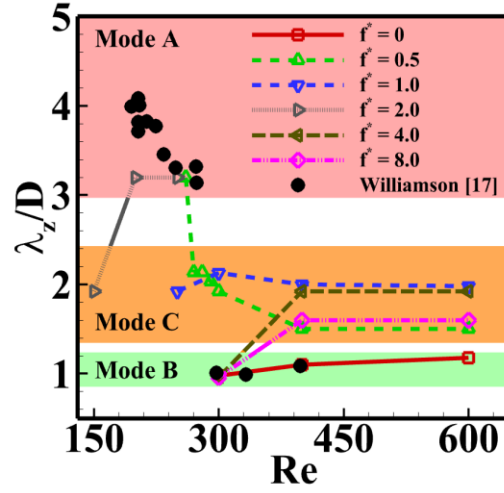 Mode A
f* = 0
f* = 0.5
f* = 1.0
f* = 2.0
f* = 4.0
f* = 8.0
Williamson [17]
Mode C
Mode B
5
4
3
2
1
λz/D
150
300
450
600
Re